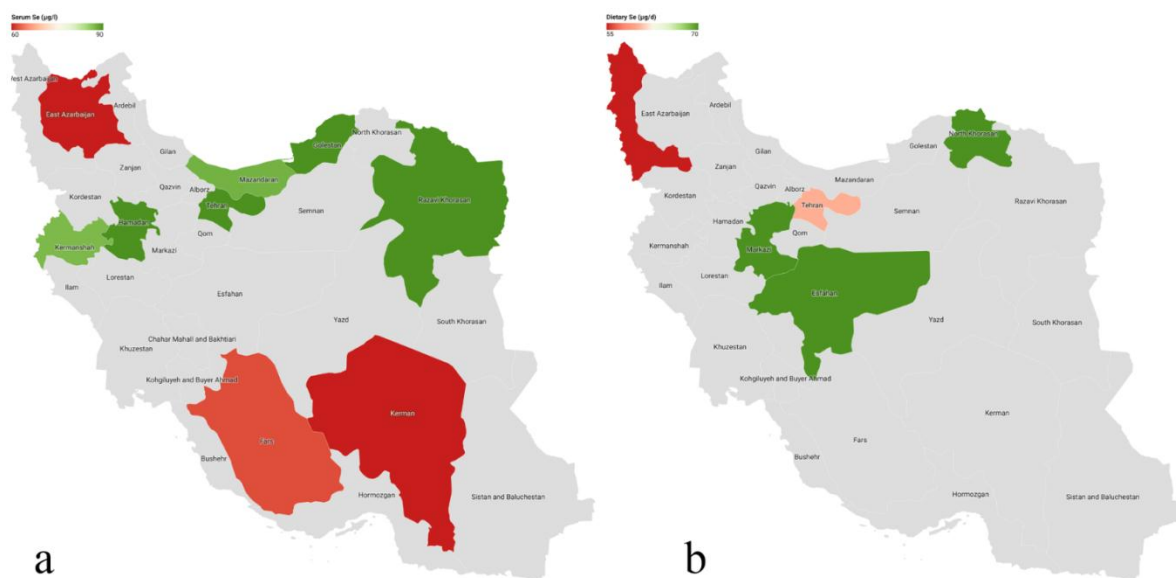 Serum Se (µg/l)
60 90
West Azarbaijan
East Azarbaijan
Ardebil
Gilan
Zanjan
Golestan
North Khorasan
Mazandaran
Qazvin
Alborz
Tehran
Semnan
Razavi Khorasan
Kordestan
Hamadan
Qom
Kermanshah
Markazi
Lorestan
Ilam
Esfahan
Yazd
South Khorasan
Chahar Mahall and Bakhtiari
Khuzestan
Kohgiluyeh and Buyer Ahmad
Kerman
Fars
Bushehr
Hormozgan
Sistan and Baluchestan
a
Dietary Se (µg/d)
55 70
Ardebil
East Azarbaijan
North Khorasan
Gilan
Golestan
Zanjan
Mazandaran
Qazvin
Alborz
Kordestan
Tehran
Semnan
Razavi Khorasan
Hamadan
Qom
Kermanshah
Markazi
Lorestan
Ilam
Esfahan
Yazd
South Khorasan
Khuzestan
Kohgiluyeh and Buyer Ahmad
Kerman
Fars
Bushehr
Hormozgan
Sistan and Baluchestan
b